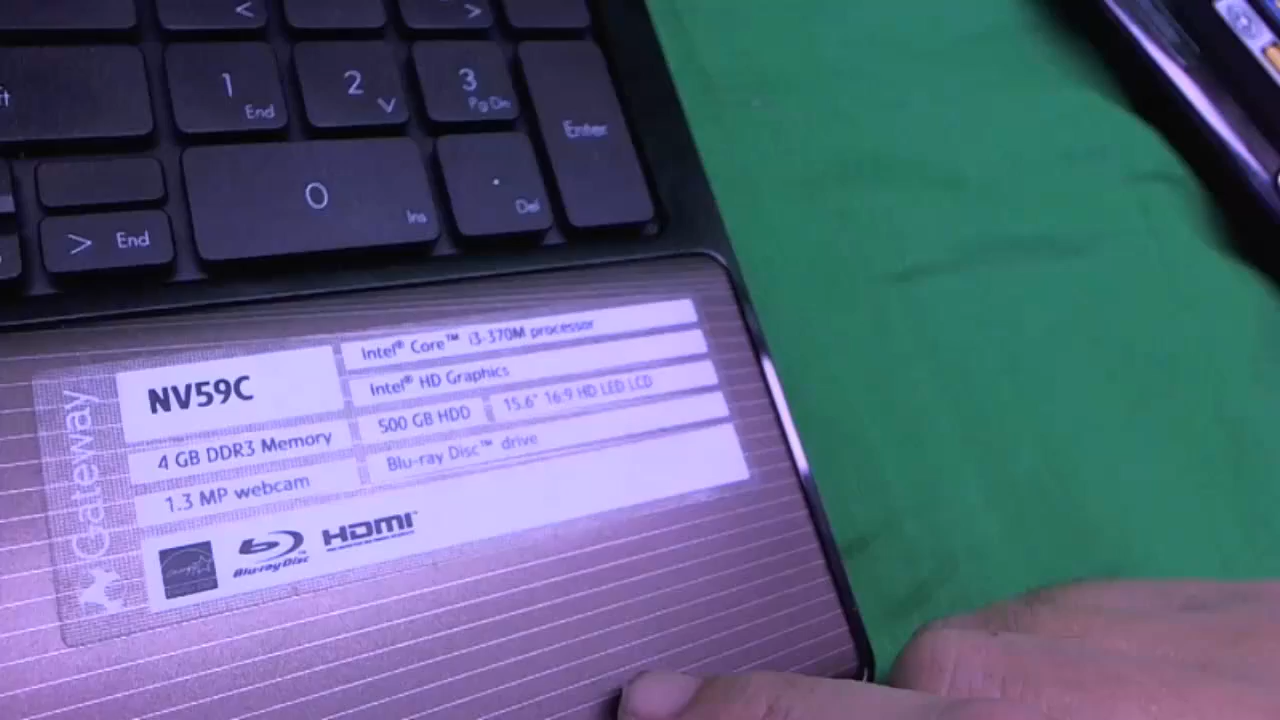 <
>
1
End
2
3
Pg Dn
Enter
0
Ins
.
Del
> End
Gateway
NV59C
Intel® Core™ i3-370M processor
Intel® HD Graphics
4 GB DDR3 Memory
500 GB HDD
15.6" 16:9 HD LED LCD
1.3 MP webcam
Blu-ray Disc™ drive
Blu-ray Disc
HDMI™